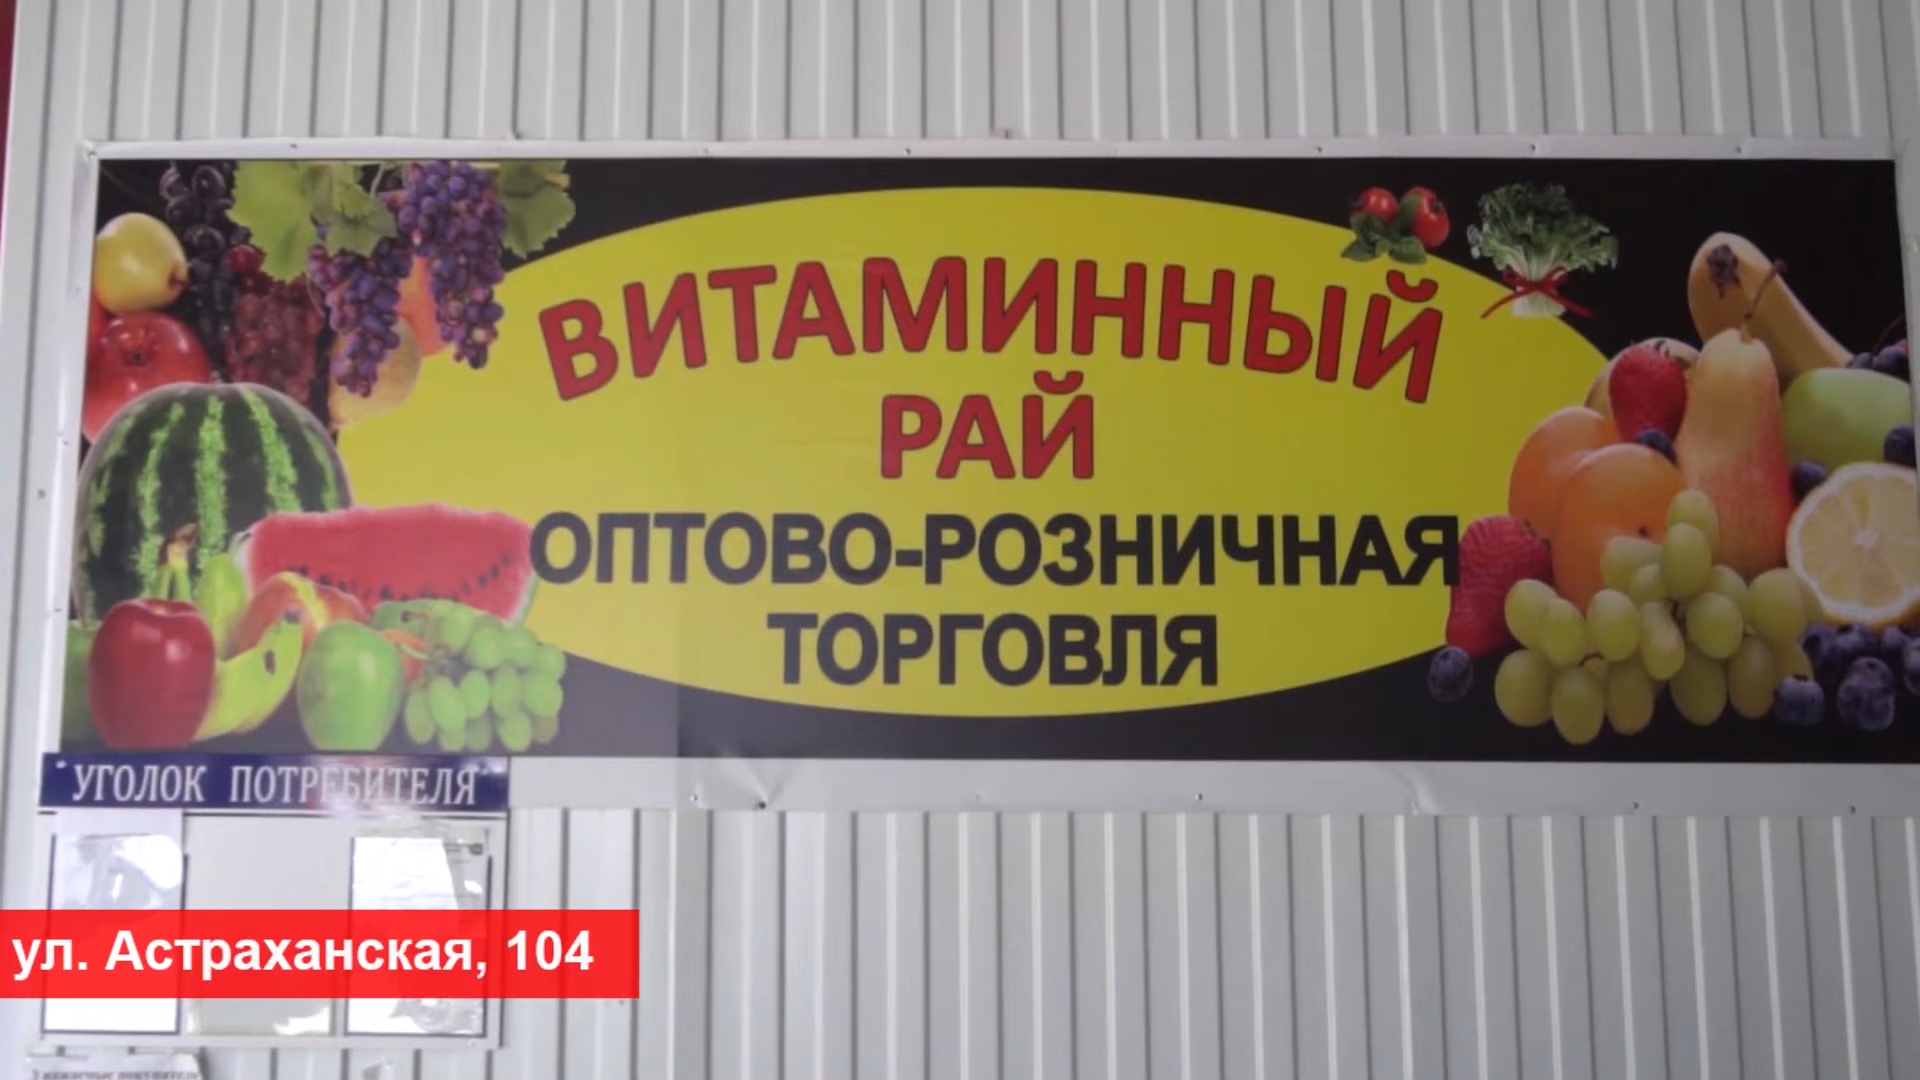 ВИТАМИННЫЙ
РАЙ
ОПТОВО-РОЗНИЧНАЯ
ТОРГОВЛЯ
УГОЛОК ПОТРЕБИТЕЛЯ
ул. Астраханская, 104